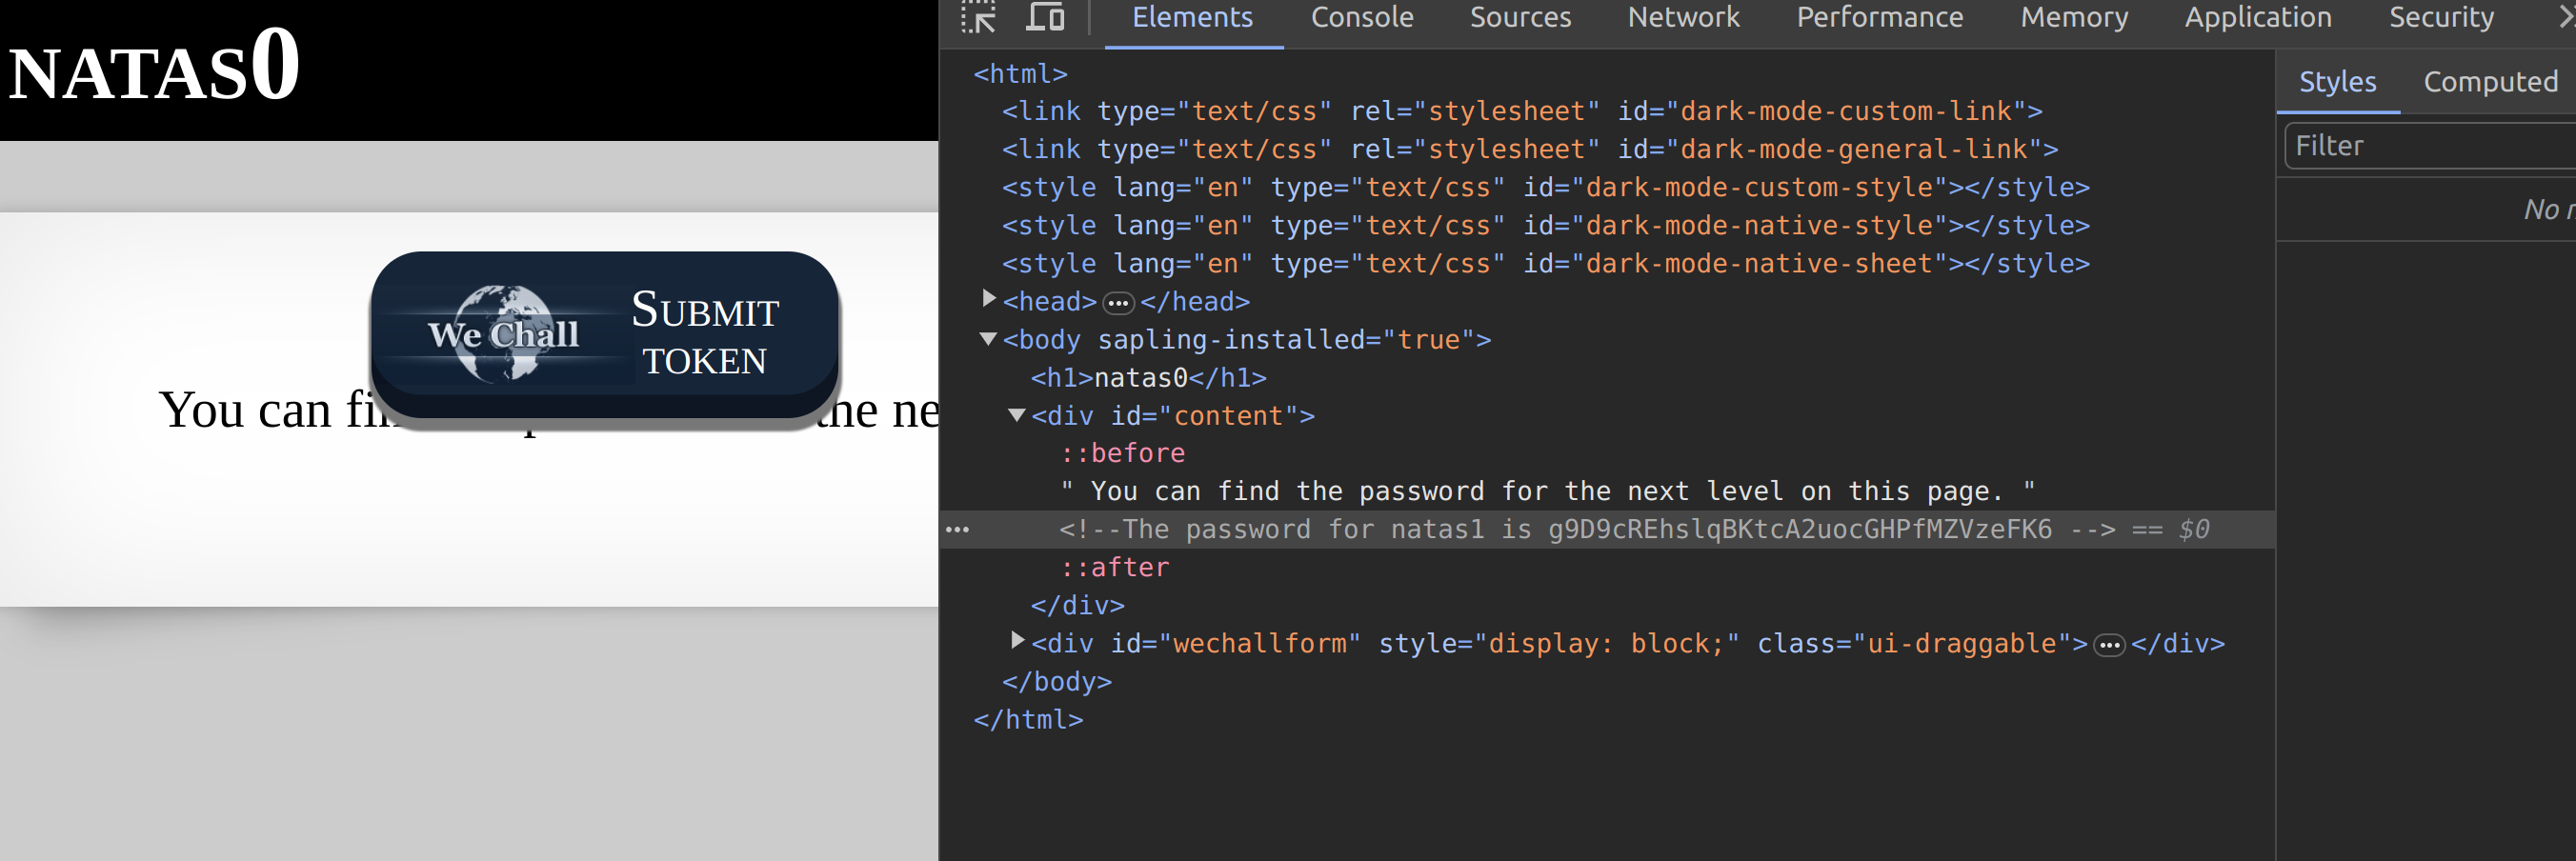 NATAS0
We Chall
SUBMIT
TOKEN
You can the ne
Elements Console Sources Network Performance Memory Application Security
<html>
<link type="text/css" rel="stylesheet" id="dark-mode-custom-link">
<link type="text/css" rel="stylesheet" id="dark-mode-general-link">
<style lang="en" type="text/css" id="dark-mode-custom-style"></style>
<style lang="en" type="text/css" id="dark-mode-native-style"></style>
<style lang="en" type="text/css" id="dark-mode-native-sheet"></style>
<head>…</head>
<body sapling-installed="true">
<h1>natas0</h1>
<div id="content">
::before
" You can find the password for the next level on this page. "
<!--The password for natas1 is g9D9cREhslqBKtcA2uocGHPfMZVzeFK6 --> == $0
::after
</div>
<div id="wechallform" style="display: block;" class="ui-draggable">…</div>
</body>
</html>
Styles Computed
Filter
No